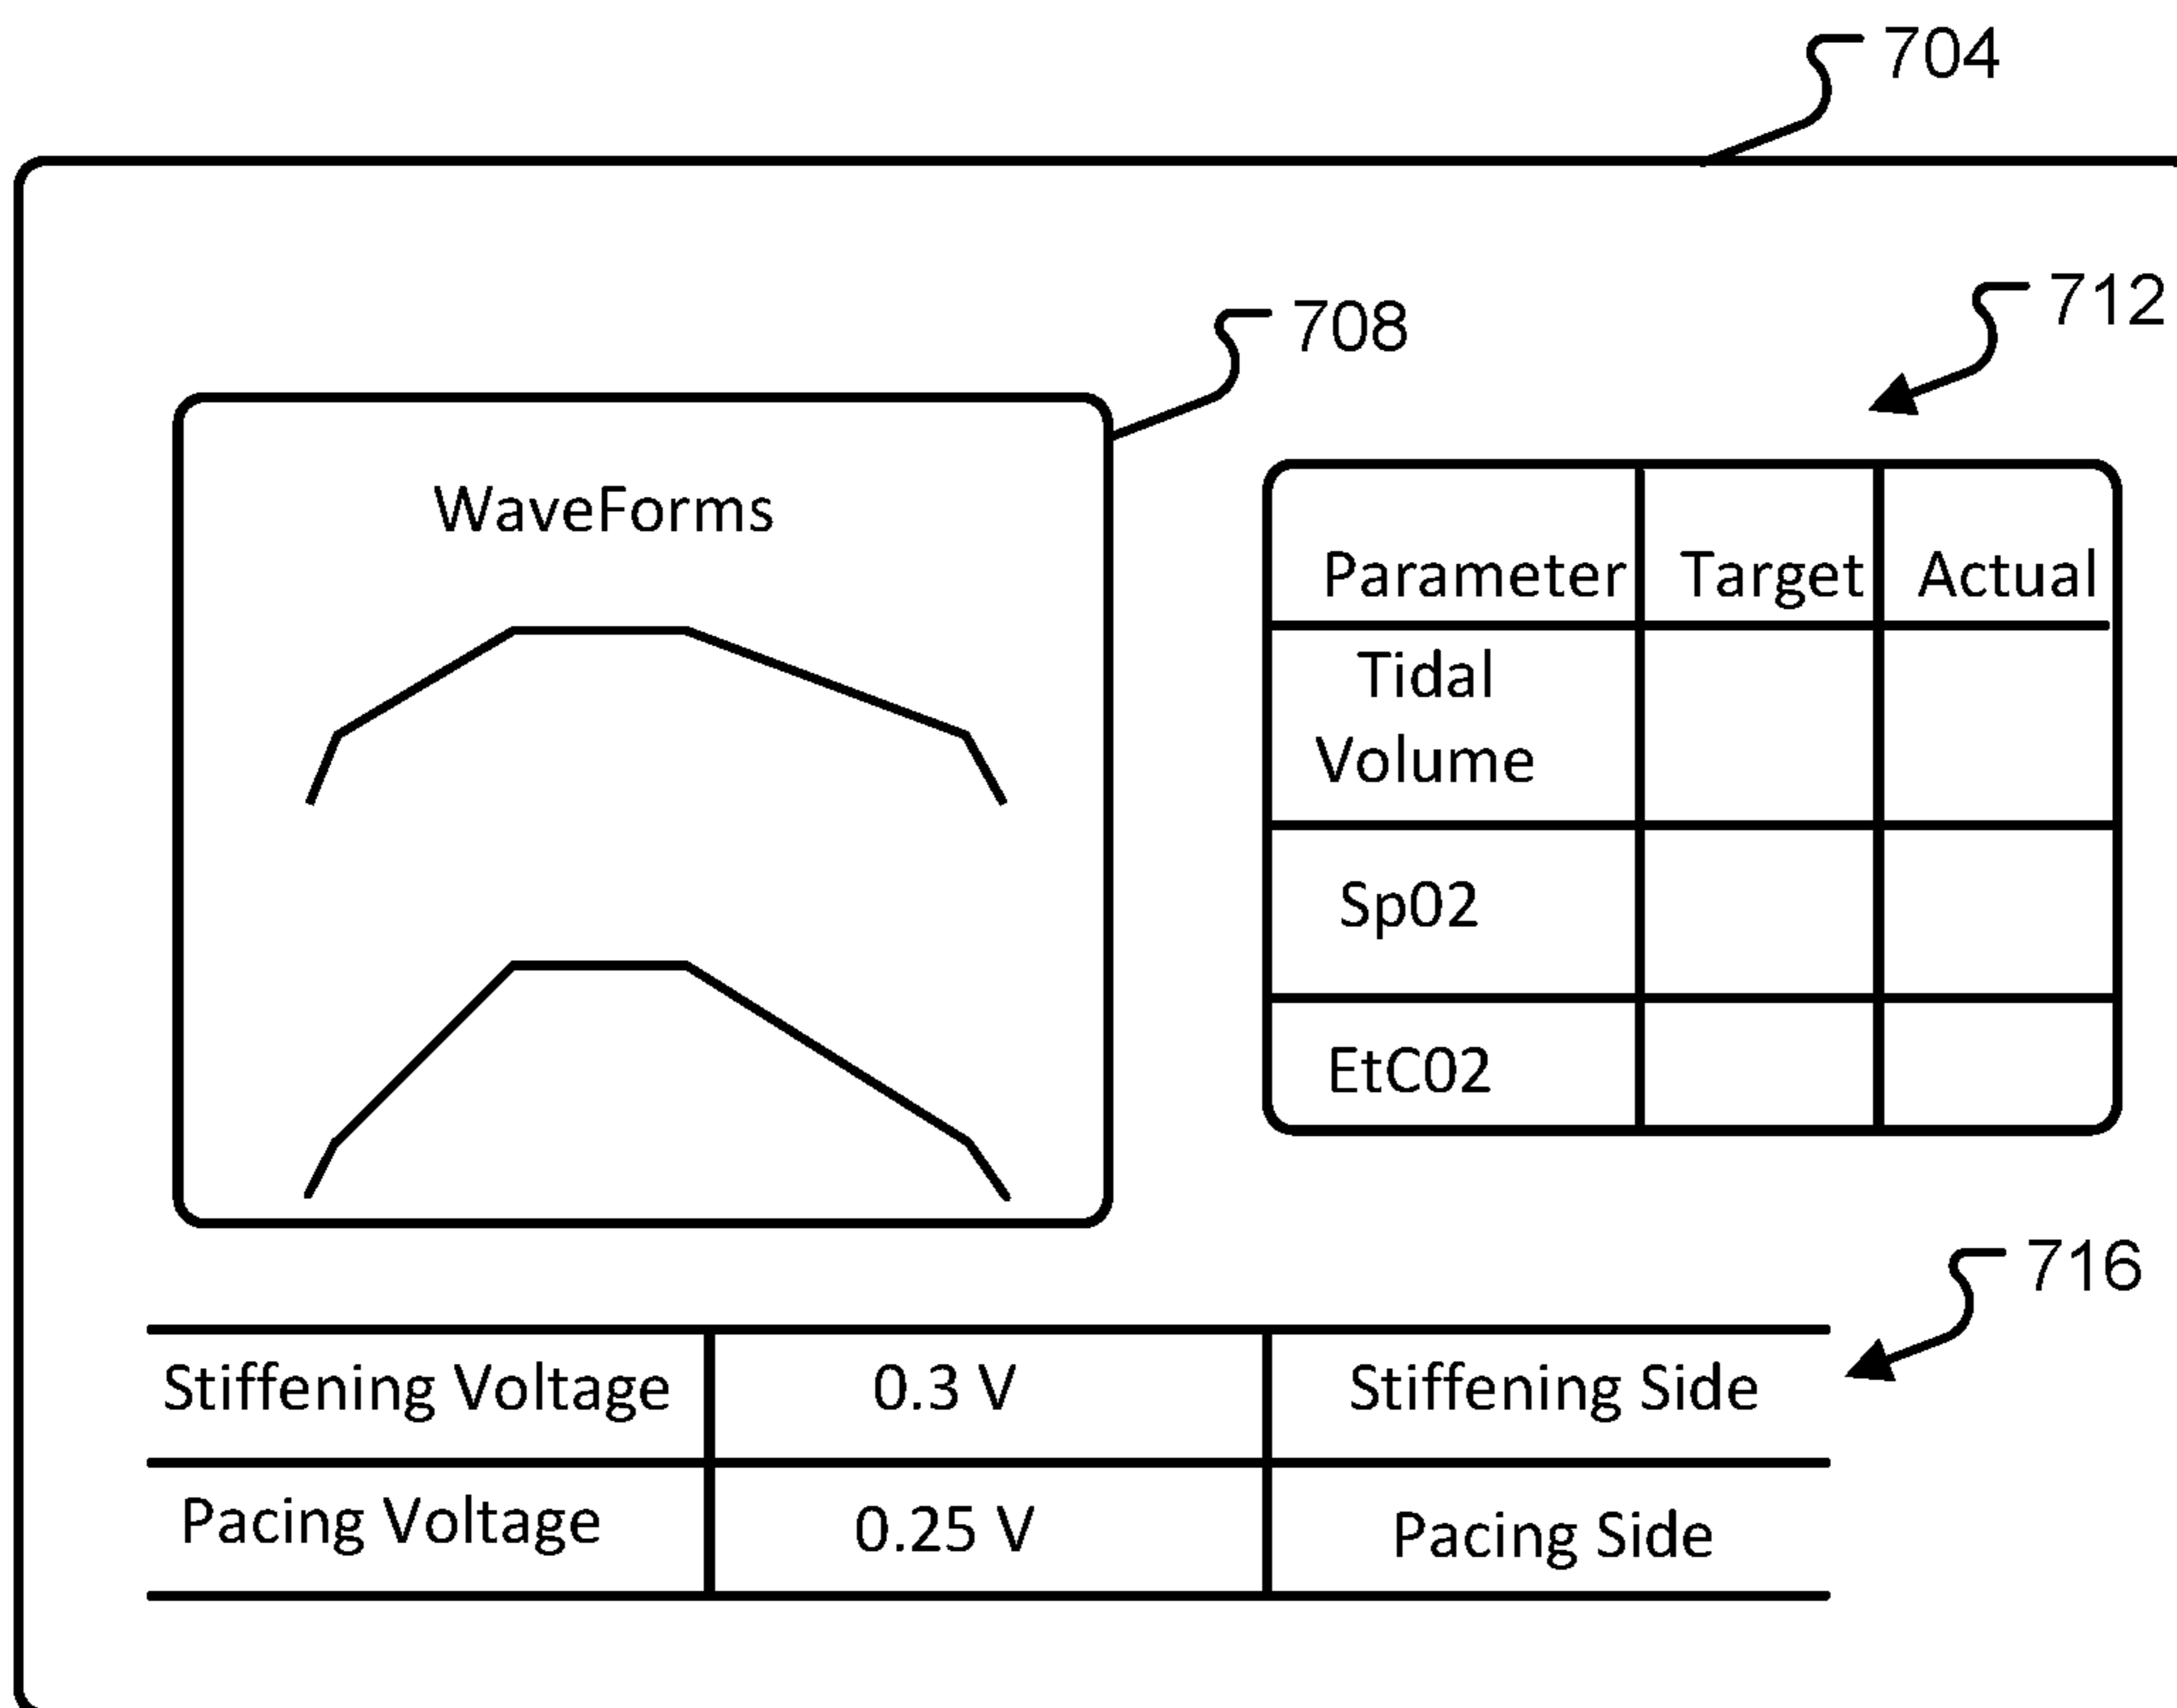 704
712
708
WaveForms
Parameter Target Actual
Tidal
Volume
Sp02
EtC02
716
Stiffening Voltage 0.3 V Stiffening Side
Pacing Voltage 0.25 V Pacing Side